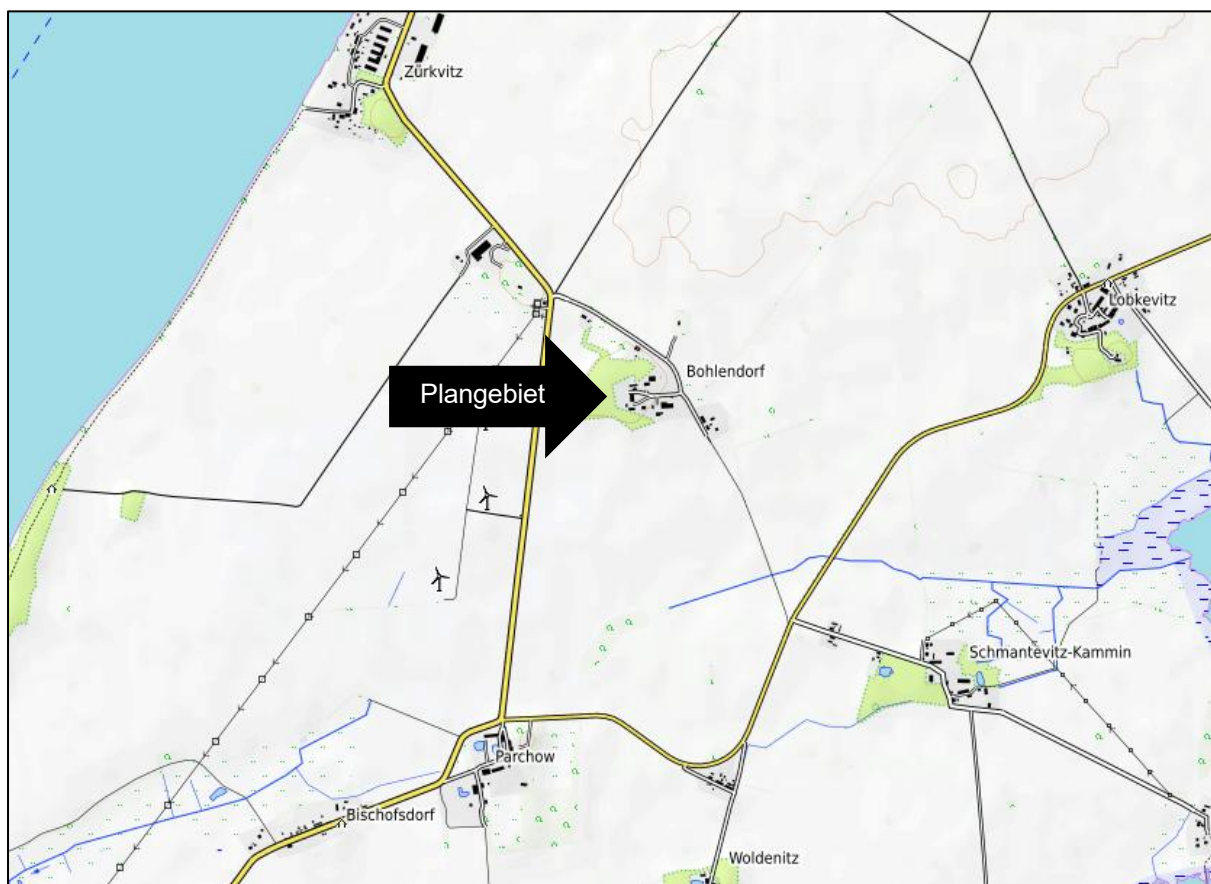 Zürkvitz
Lobkevitz
Bohlendorf
Plangebiet
Schmantevitz-Kammin
Parchow
Bischofsdorf
Woldenitz